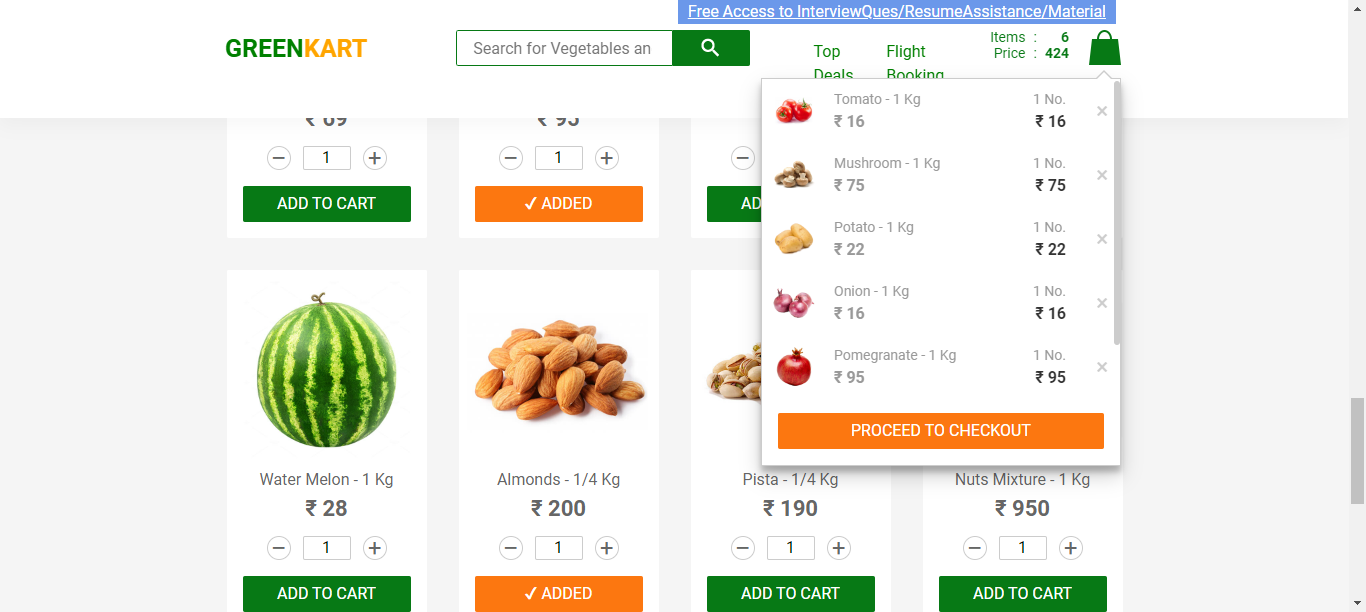 Free Access to InterviewQues/ResumeAssistance/Material
GREENKART
Search for Vegetables an
Top Deals
Flight Booking
Items : 6
Price : 424
Tomato - 1 Kg 1 No. ×
₹ 16 ₹ 16
Mushroom - 1 Kg 1 No. ×
₹ 75 ₹ 75
Potato - 1 Kg 1 No. ×
₹ 22 ₹ 22
Onion - 1 Kg 1 No. ×
₹ 16 ₹ 16
Pomegranate - 1 Kg 1 No. ×
₹ 95 ₹ 95
PROCEED TO CHECKOUT
₹ 69 ₹ 95
− 1 + − 1 + −
ADD TO CART ✓ ADDED AD
Water Melon - 1 Kg Almonds - 1/4 Kg Pista - 1/4 Kg Nuts Mixture - 1 Kg
₹ 28 ₹ 200 ₹ 190 ₹ 950
− 1 + − 1 + − 1 + − 1 +
ADD TO CART ✓ ADDED ADD TO CART ADD TO CART